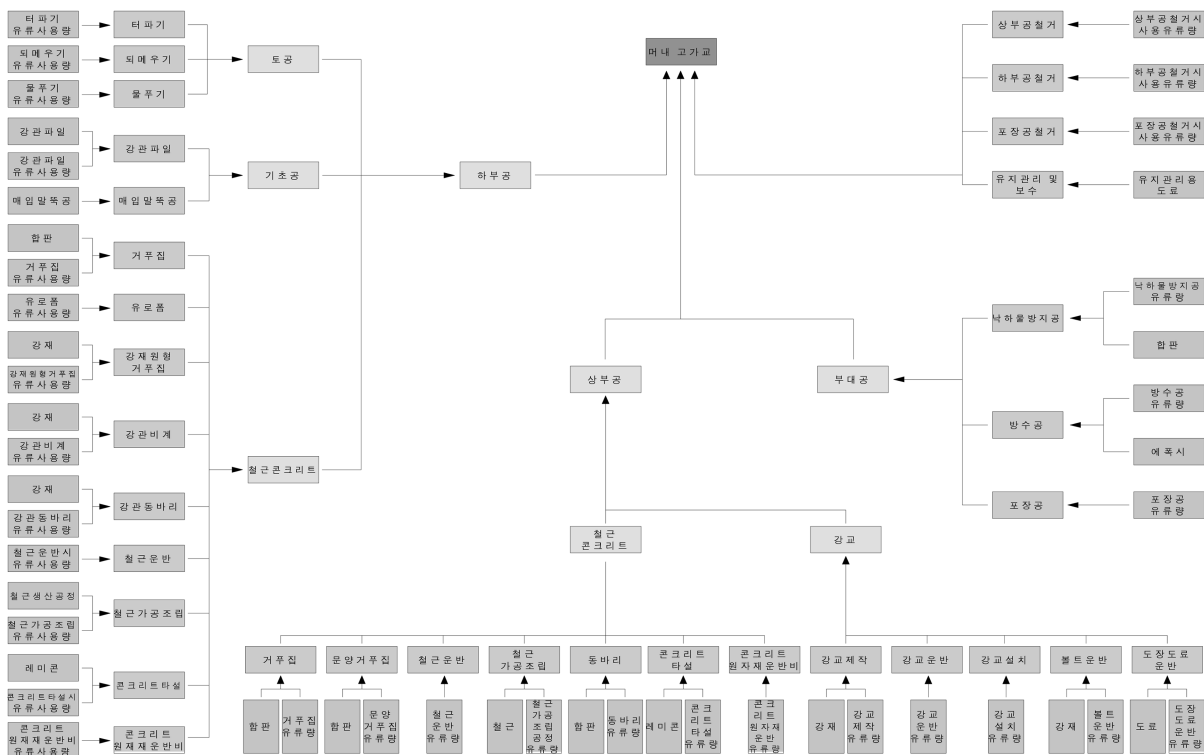 터파기
유류사용량
터파기
되메우기
유류사용량
되메우기
물푸기
유류사용량
물푸기
토공
강관파일
강관파일
유류사용량
강관파일
매입말뚝공
매입말뚝공
기초공
하부공
합판
거푸집
유류사용량
거푸집
유로폼
유류사용량
유로폼
강재
강재원형거푸집
유류사용량
강재원형
거푸집
강재
강관비계
유류사용량
강관비계
강재
강관동바리
유류사용량
강관동바리
철근운반시
유류사용량
철근운반
철근생산공정
철근가공조립
유류사용량
철근가공조립
레미콘
콘크리트타설시
유류사용량
콘크리트타설
콘크리트
원재재운반비
유류사용량
콘크리트
원재재운반비
철근콘크리트
머내 고가교
상부공철거
상부공철거시
사용유류량
하부공철거
하부공철거시
사용유류량
포장공철거
포장공철거시
사용유류량
유지관리 및
보수
유지관리용
도료
상부공
부대공
낙하물방지공
낙하물방지공
유류량
합판
방수공
방수공
유류량
에폭시
포장공
포장공
유류량
철근
콘크리트
강교
거푸집
문양거푸집
철근운반
철근
가공조립
동바리
콘크리트
타설
콘크리트
원자재운반비
강교제작
강교운반
강교설치
볼트운반
도장도료
운반
합판
거푸집
유류량
합판
문양
거푸집
유류량
철근
운반
유류량
철근
철근
가공
조립
공정
유류량
합판
동바리
유류량
레미콘
콘크
리트
타설
유류량
콘크
리트
원자재
운반
유류량
강재
강교
제작
유류량
강교
운반
유류량
강교
설치
유류량
강재
볼트
운반
유류량
도료
도장
도료
운반
유류량